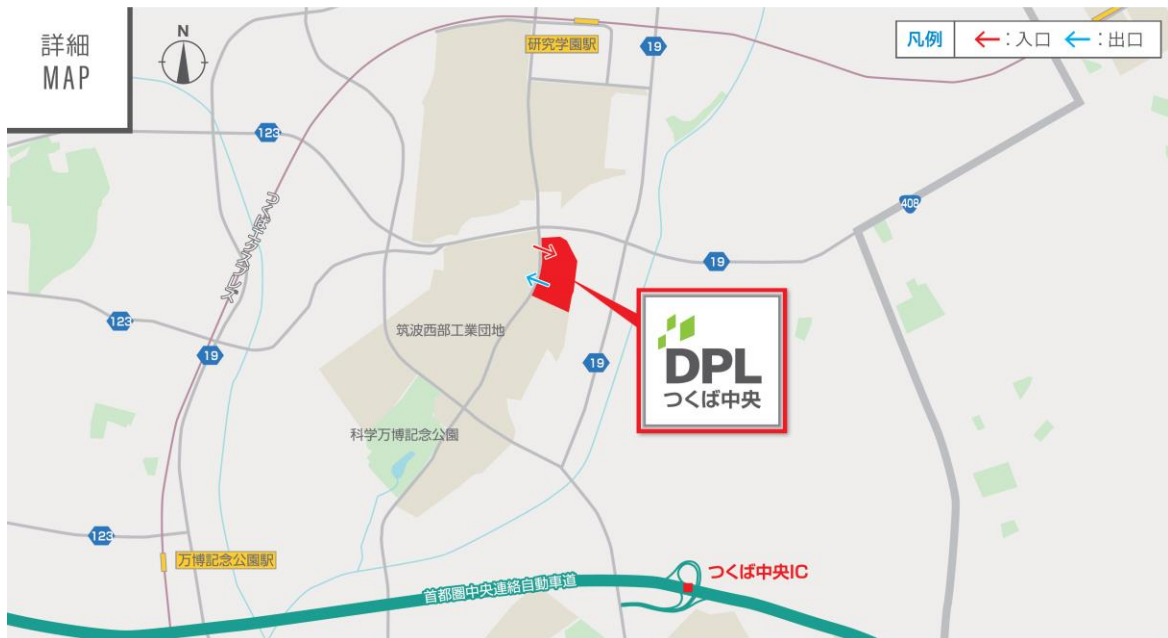 詳細
MAP
N
研究学園駅
19
凡例 ←:入口 ←:出口
123
つくばエクスプレス
408
19
筑波西部工業団地
DPL
つくば中央
123
19
19
科学万博記念公園
123
万博記念公園駅
首都圏中央連絡自動車道
つくば中央IC